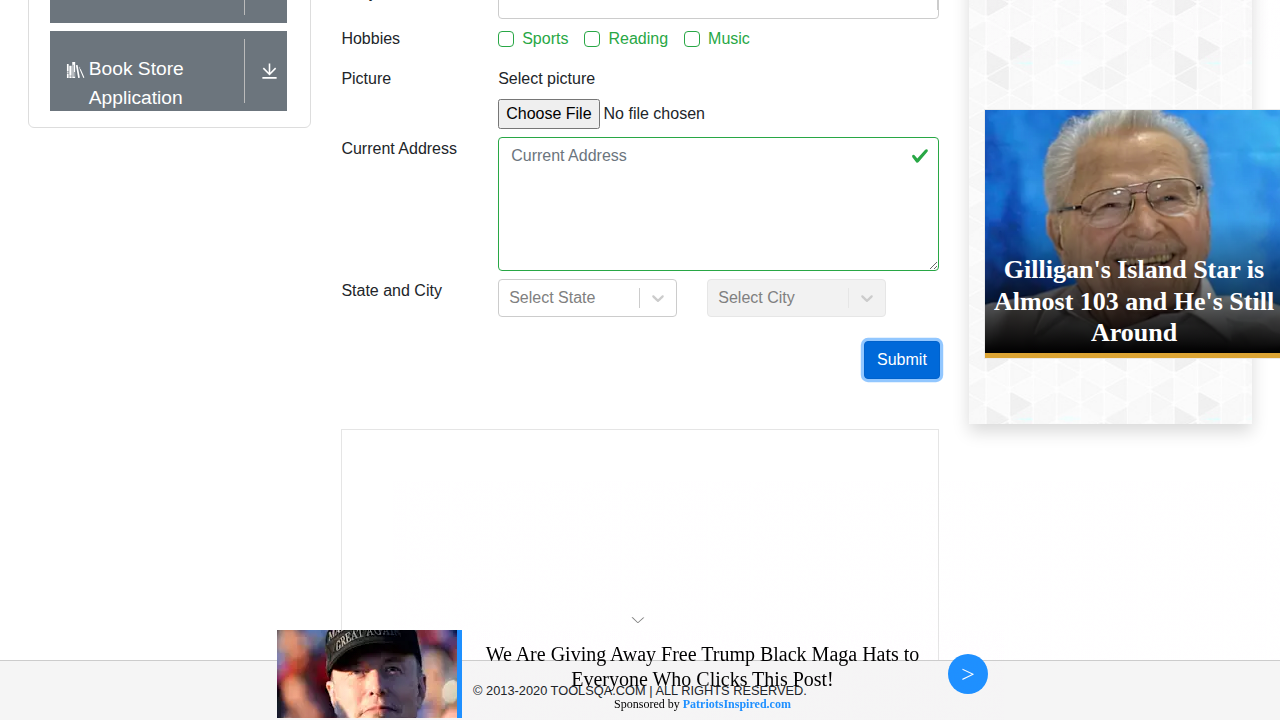 Hobbies
Sports
Reading
Music
Book Store
Application
Picture
Select picture
Choose File No file chosen
Current Address
Current Address
State and City
Select State
Select City
Submit
Gilligan's Island Star is
Almost 103 and He's Still
Around
GREAT AGAIN
We Are Giving Away Free Trump Black Maga Hats to
Everyone Who Clicks This Post!
© 2013-2020 TOOLSQA.COM | ALL RIGHTS RESERVED.
Sponsored by PatriotsInspired.com
>